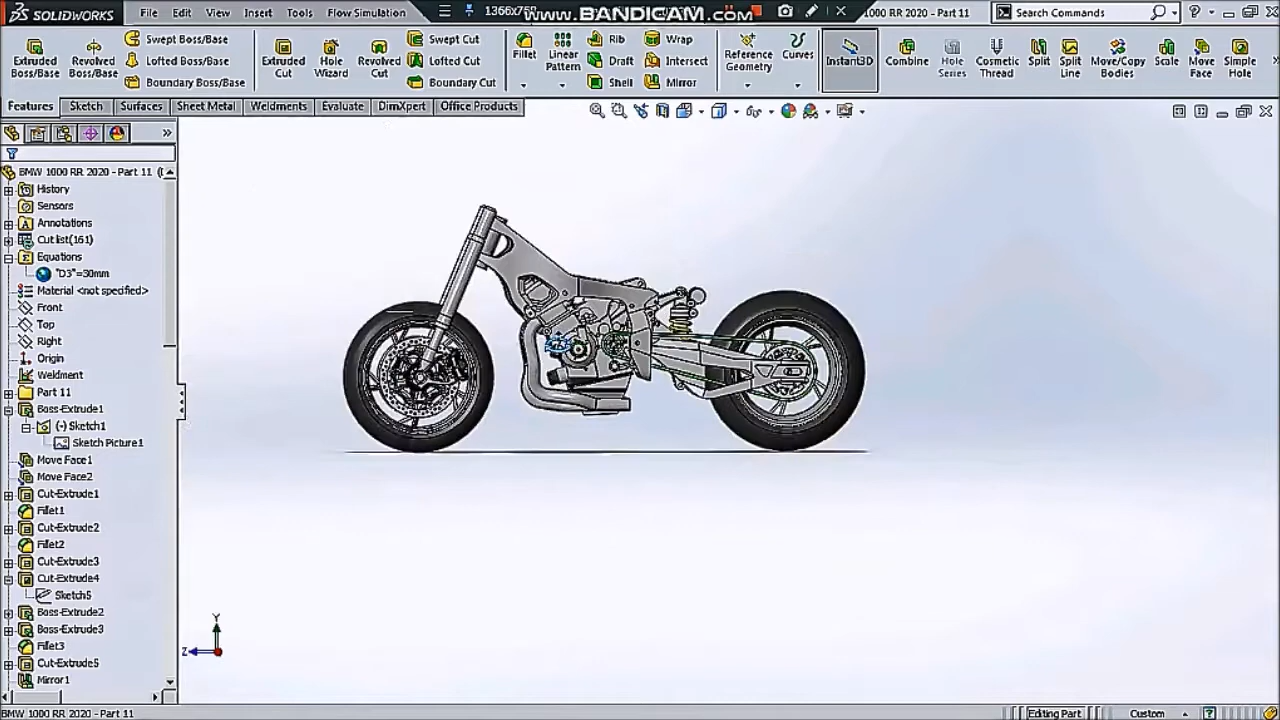 SOLIDWORKS File Edit View Insert Tools Flow Simulation 1366x768 www.BANDICAM.com 1000 RR 2020 - Part 11 Search Commands
Extruded Boss/Base Revolved Boss/Base Swept Boss/Base Lofted Boss/Base Boundary Boss/Base Extruded Cut Hole Wizard Revolved Cut Swept Cut Lofted Cut Boundary Cut Fillet Linear Pattern Rib Draft Shell Wrap Intersect Mirror Reference Geometry Curves Instant3D Combine Hole Series Cosmetic Thread Split Split Line Move/Copy Bodies Scale Move Face Simple Hole
Features Sketch Surfaces Sheet Metal Weldments Evaluate DimXpert Office Products
BMW 1000 RR 2020 - Part 11 (D
History
Sensors
Annotations
Cut list(161)
Equations
"D3"=30mm
Material <not specified>
Front
Top
Right
Origin
Weldment
Part 11
Boss-Extrude1
(-) Sketch1
Sketch Picture1
Move Face1
Move Face2
Cut-Extrude1
Fillet1
Cut-Extrude2
Fillet2
Cut-Extrude3
Cut-Extrude4
Sketch5
Boss-Extrude2
Boss-Extrude3
Fillet3
Cut-Extrude5
Mirror1
Y
Z
BMW 1000 RR 2020 - Part 11 Editing Part Custom